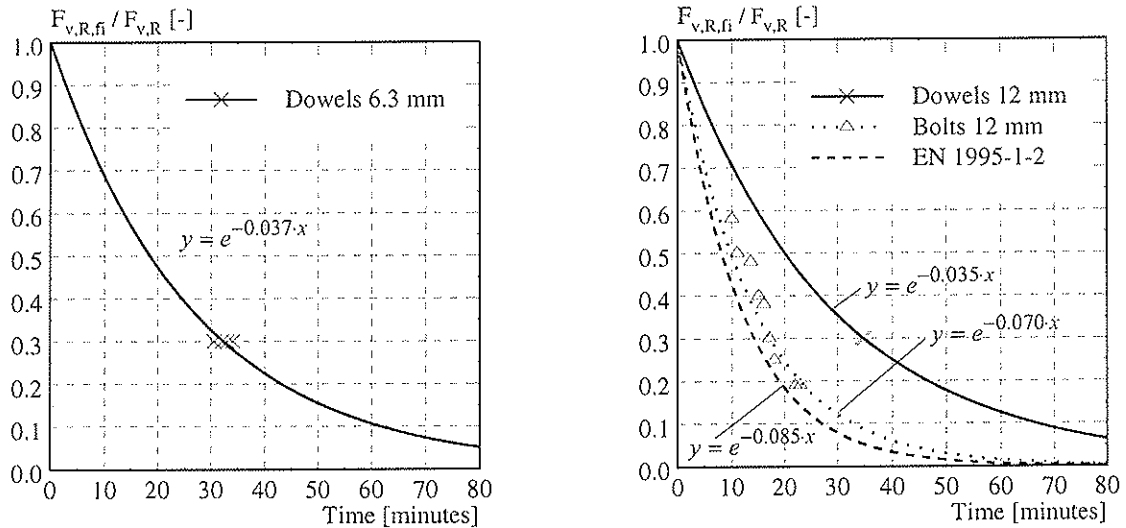 F_v,R,fi / F_v,R [-]
1.0
0.9
0.8
0.7
0.6
0.5
0.4
0.3
0.2
0.1
0.0
Dowels 6.3 mm
y = e^−0.037·x
0 10 20 30 40 50 60 70 80
Time [minutes]
F_v,R,fi / F_v,R [-]
1.0
0.9
0.8
0.7
0.6
0.5
0.4
0.3
0.2
0.1
0.0
Dowels 12 mm
Bolts 12 mm
EN 1995-1-2
y = e^−0.035·x
y = e^−0.070·x
y = e^−0.085·x
0 10 20 30 40 50 60 70 80
Time [minutes]